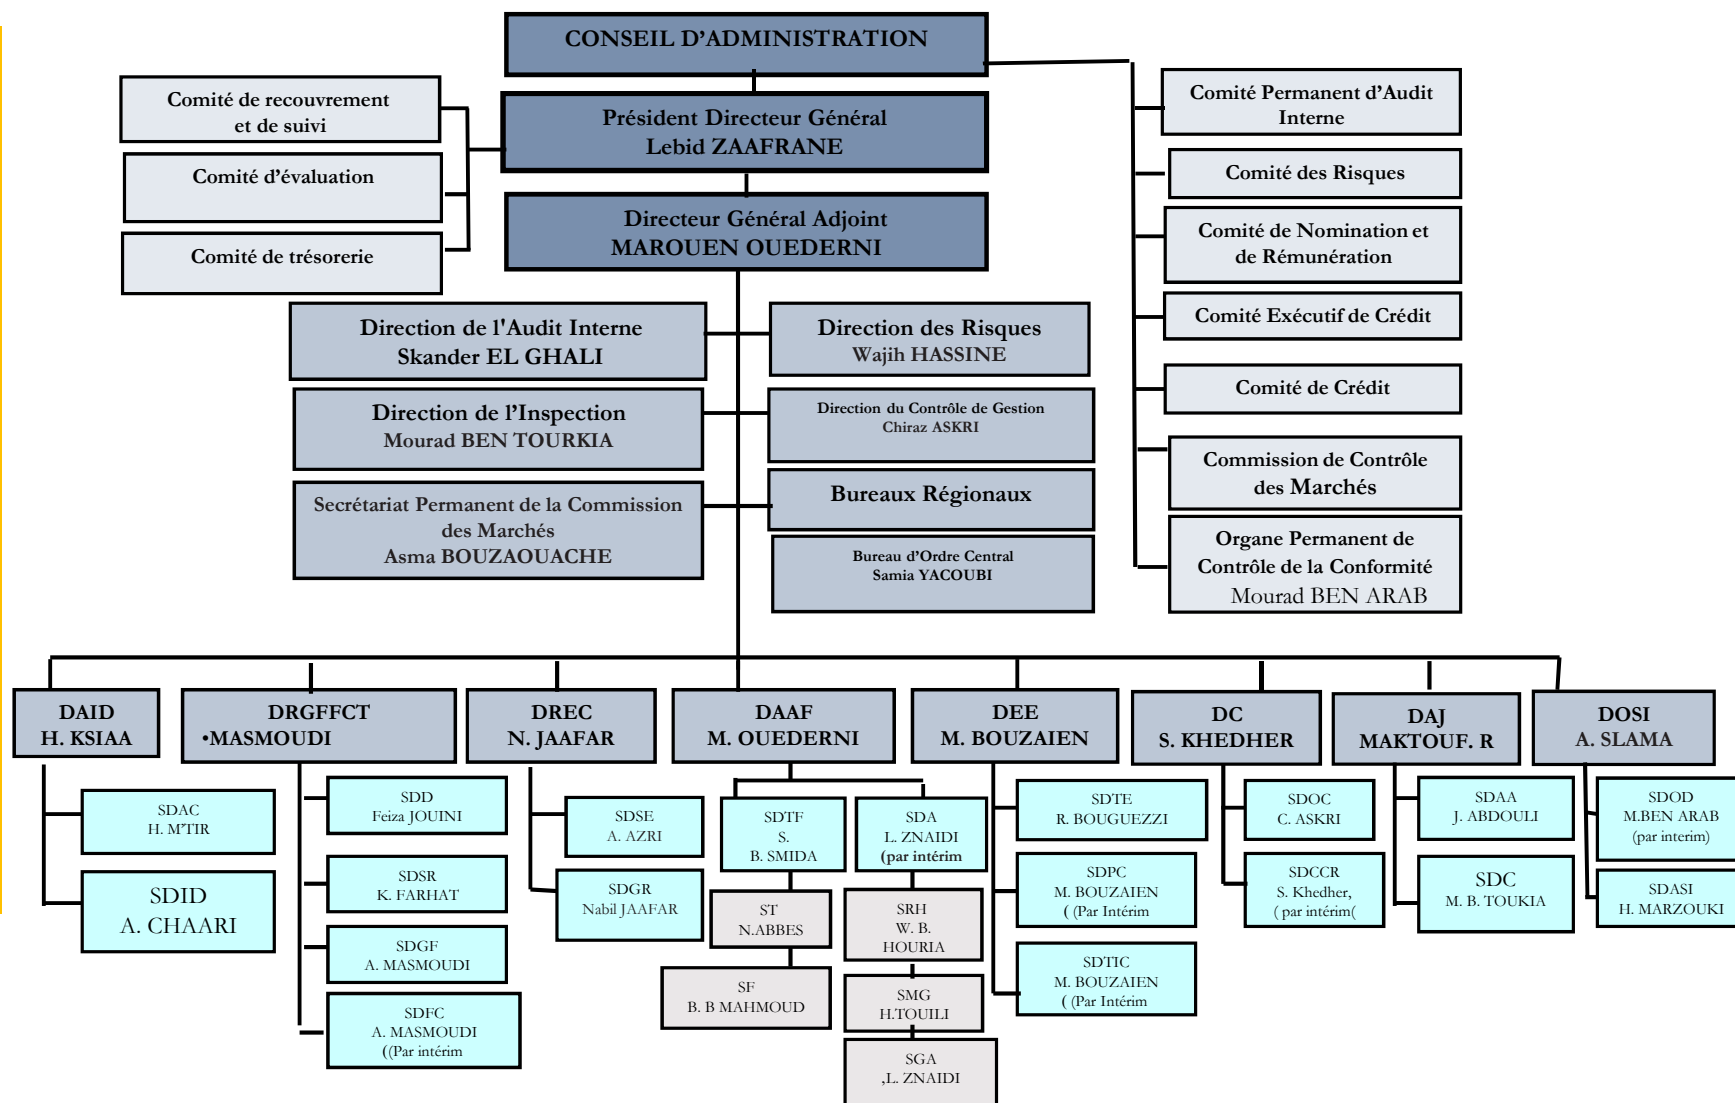 CONSEIL D'ADMINISTRATION
Président Directeur Général
Lebid ZAAFRANE
Directeur Général Adjoint
MAROUEN OUEDERNI
Comité de recouvrement
et de suivi
Comité d'évaluation
Comité de trésorerie
Comité Permanent d'Audit
Interne
Comité des Risques
Comité de Nomination et
de Rémunération
Comité Exécutif de Crédit
Comité de Crédit
Commission de Contrôle
des Marchés
Organe Permanent de
Contrôle de la Conformité
Mourad BEN ARAB
Direction de l'Audit Interne
Skander EL GHALI
Direction des Risques
Wajih HASSINE
Direction de l'Inspection
Mourad BEN TOURKIA
Direction du Contrôle de Gestion
Chiraz ASKRI
Secrétariat Permanent de la Commission
des Marchés
Asma BOUZAOUACHE
Bureaux Régionaux
Bureau d'Ordre Central
Samia YACOUBI
DAID
H. KSIAA
SDAC
H. M'TIR
SDID
A. CHAARI
DRGFFCT
•MASMOUDI
SDD
Feiza JOUINI
SDSR
K. FARHAT
SDGF
A. MASMOUDI
SDFC
A. MASMOUDI
((Par intérim
DREC
N. JAAFAR
SDSE
A. AZRI
SDGR
Nabil JAAFAR
DAAF
M. OUEDERNI
SDTF
S.
B. SMIDA
ST
N.ABBES
SF
B. B MAHMOUD
SDA
L. ZNAIDI
(par intérim
SRH
W. B.
HOURIA
SMG
H.TOUILI
SGA
,L. ZNAIDI
DEE
M. BOUZAIEN
SDTE
R. BOUGUEZZI
SDPC
M. BOUZAIEN
( (Par Intérim
SDTIC
M. BOUZAIEN
( (Par Intérim
DC
S. KHEDHER
SDOC
C. ASKRI
SDCCR
S. Khedher,
( par intérim(
DAJ
MAKTOUF. R
SDAA
J. ABDOULI
SDC
M. B. TOUKIA
DOSI
A. SLAMA
SDOD
M.BEN ARAB
(par interim)
SDASI
H. MARZOUKI